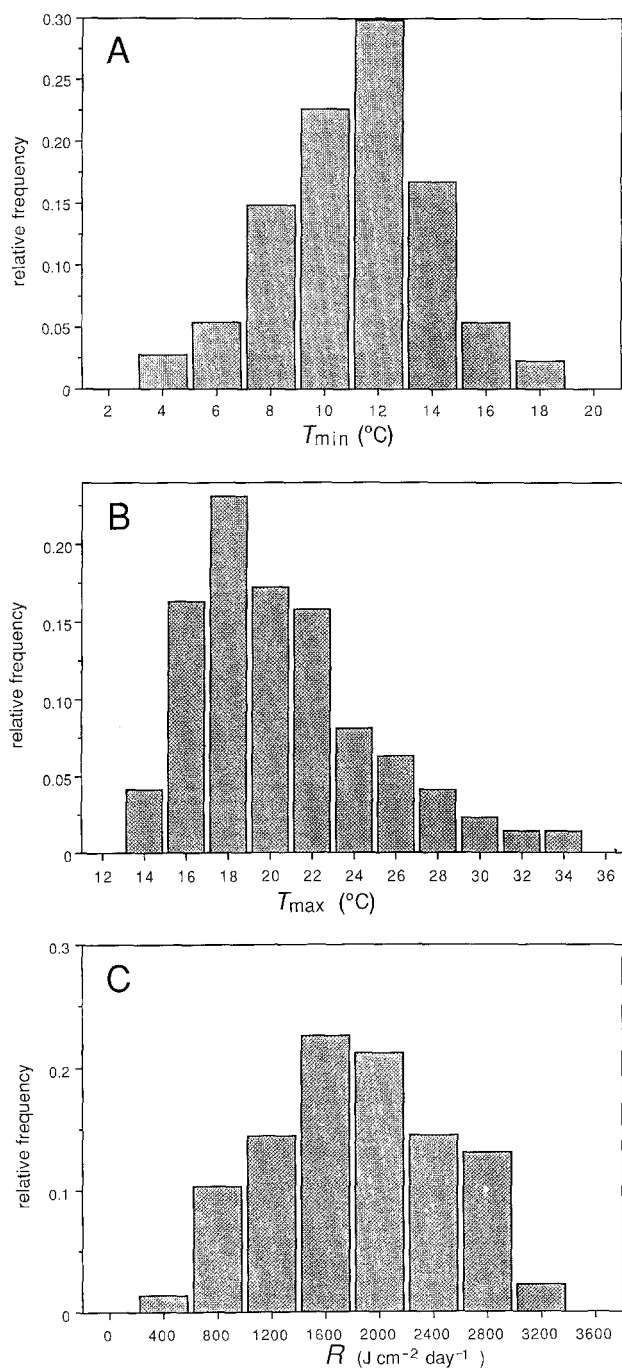 A
0.30
0.25
0.20
0.15
0.10
0.05
0
relative frequency
2 4 6 8 10 12 14 16 18 20
Tmin (°C)
B
0.20
0.15
0.10
0.05
0
relative frequency
12 14 16 18 20 22 24 26 28 30 32 34 36
Tmax (°C)
C
0.3
0.2
0.1
0
relative frequency
0 400 800 1200 1600 2000 2400 2800 3200 3600
R (J cm⁻² day⁻¹)